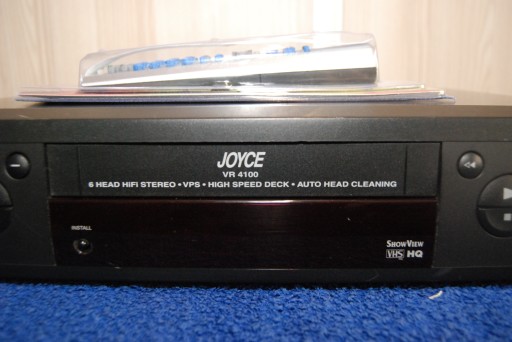 JOYCE
VR 4100
6 HEAD HIFI STEREO • VPS • HIGH SPEED DECK • AUTO HEAD CLEANING
INSTALL
SHOWVIEW
VHS HQ